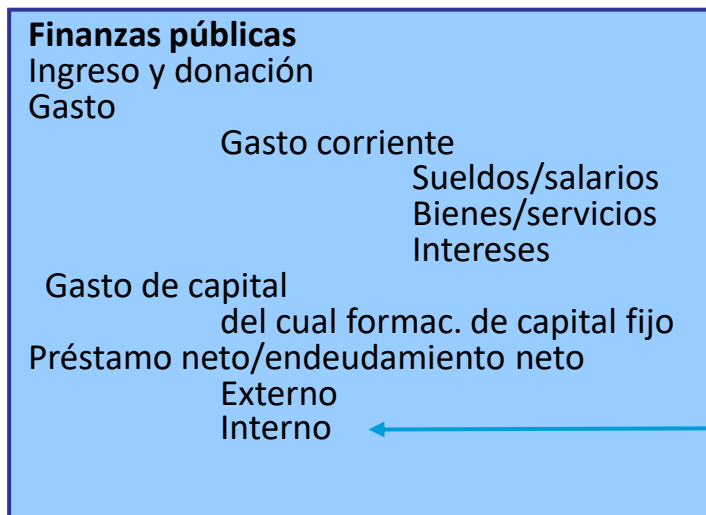 Finanzas públicas
Ingreso y donación
Gasto
Gasto corriente
Sueldos/salarios
Bienes/servicios
Intereses
Gasto de capital
del cual formac. de capital fijo
Préstamo neto/endeudamiento neto
Externo
Interno